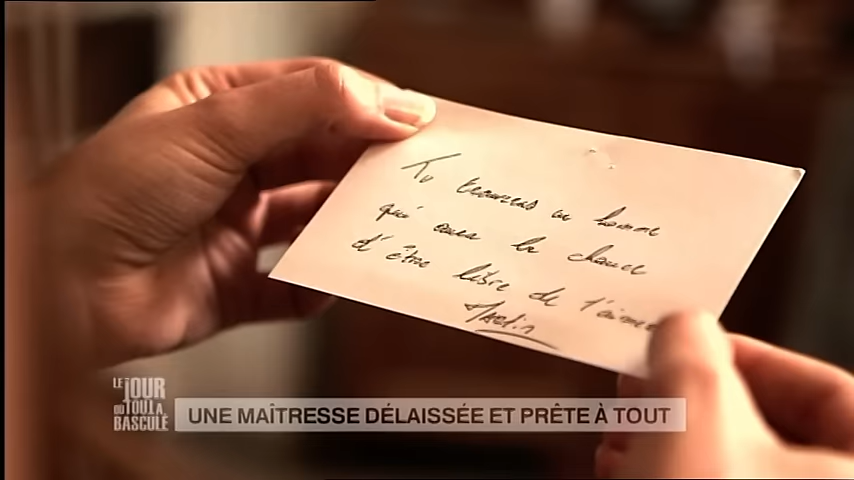 Tu trouveras un homme
qui aura la chance
d'être libre de t'aimer
Martin
LE JOUR
OÙ TOUT A
BASCULÉ
UNE MAÎTRESSE DÉLAISSÉE ET PRÊTE À TOUT